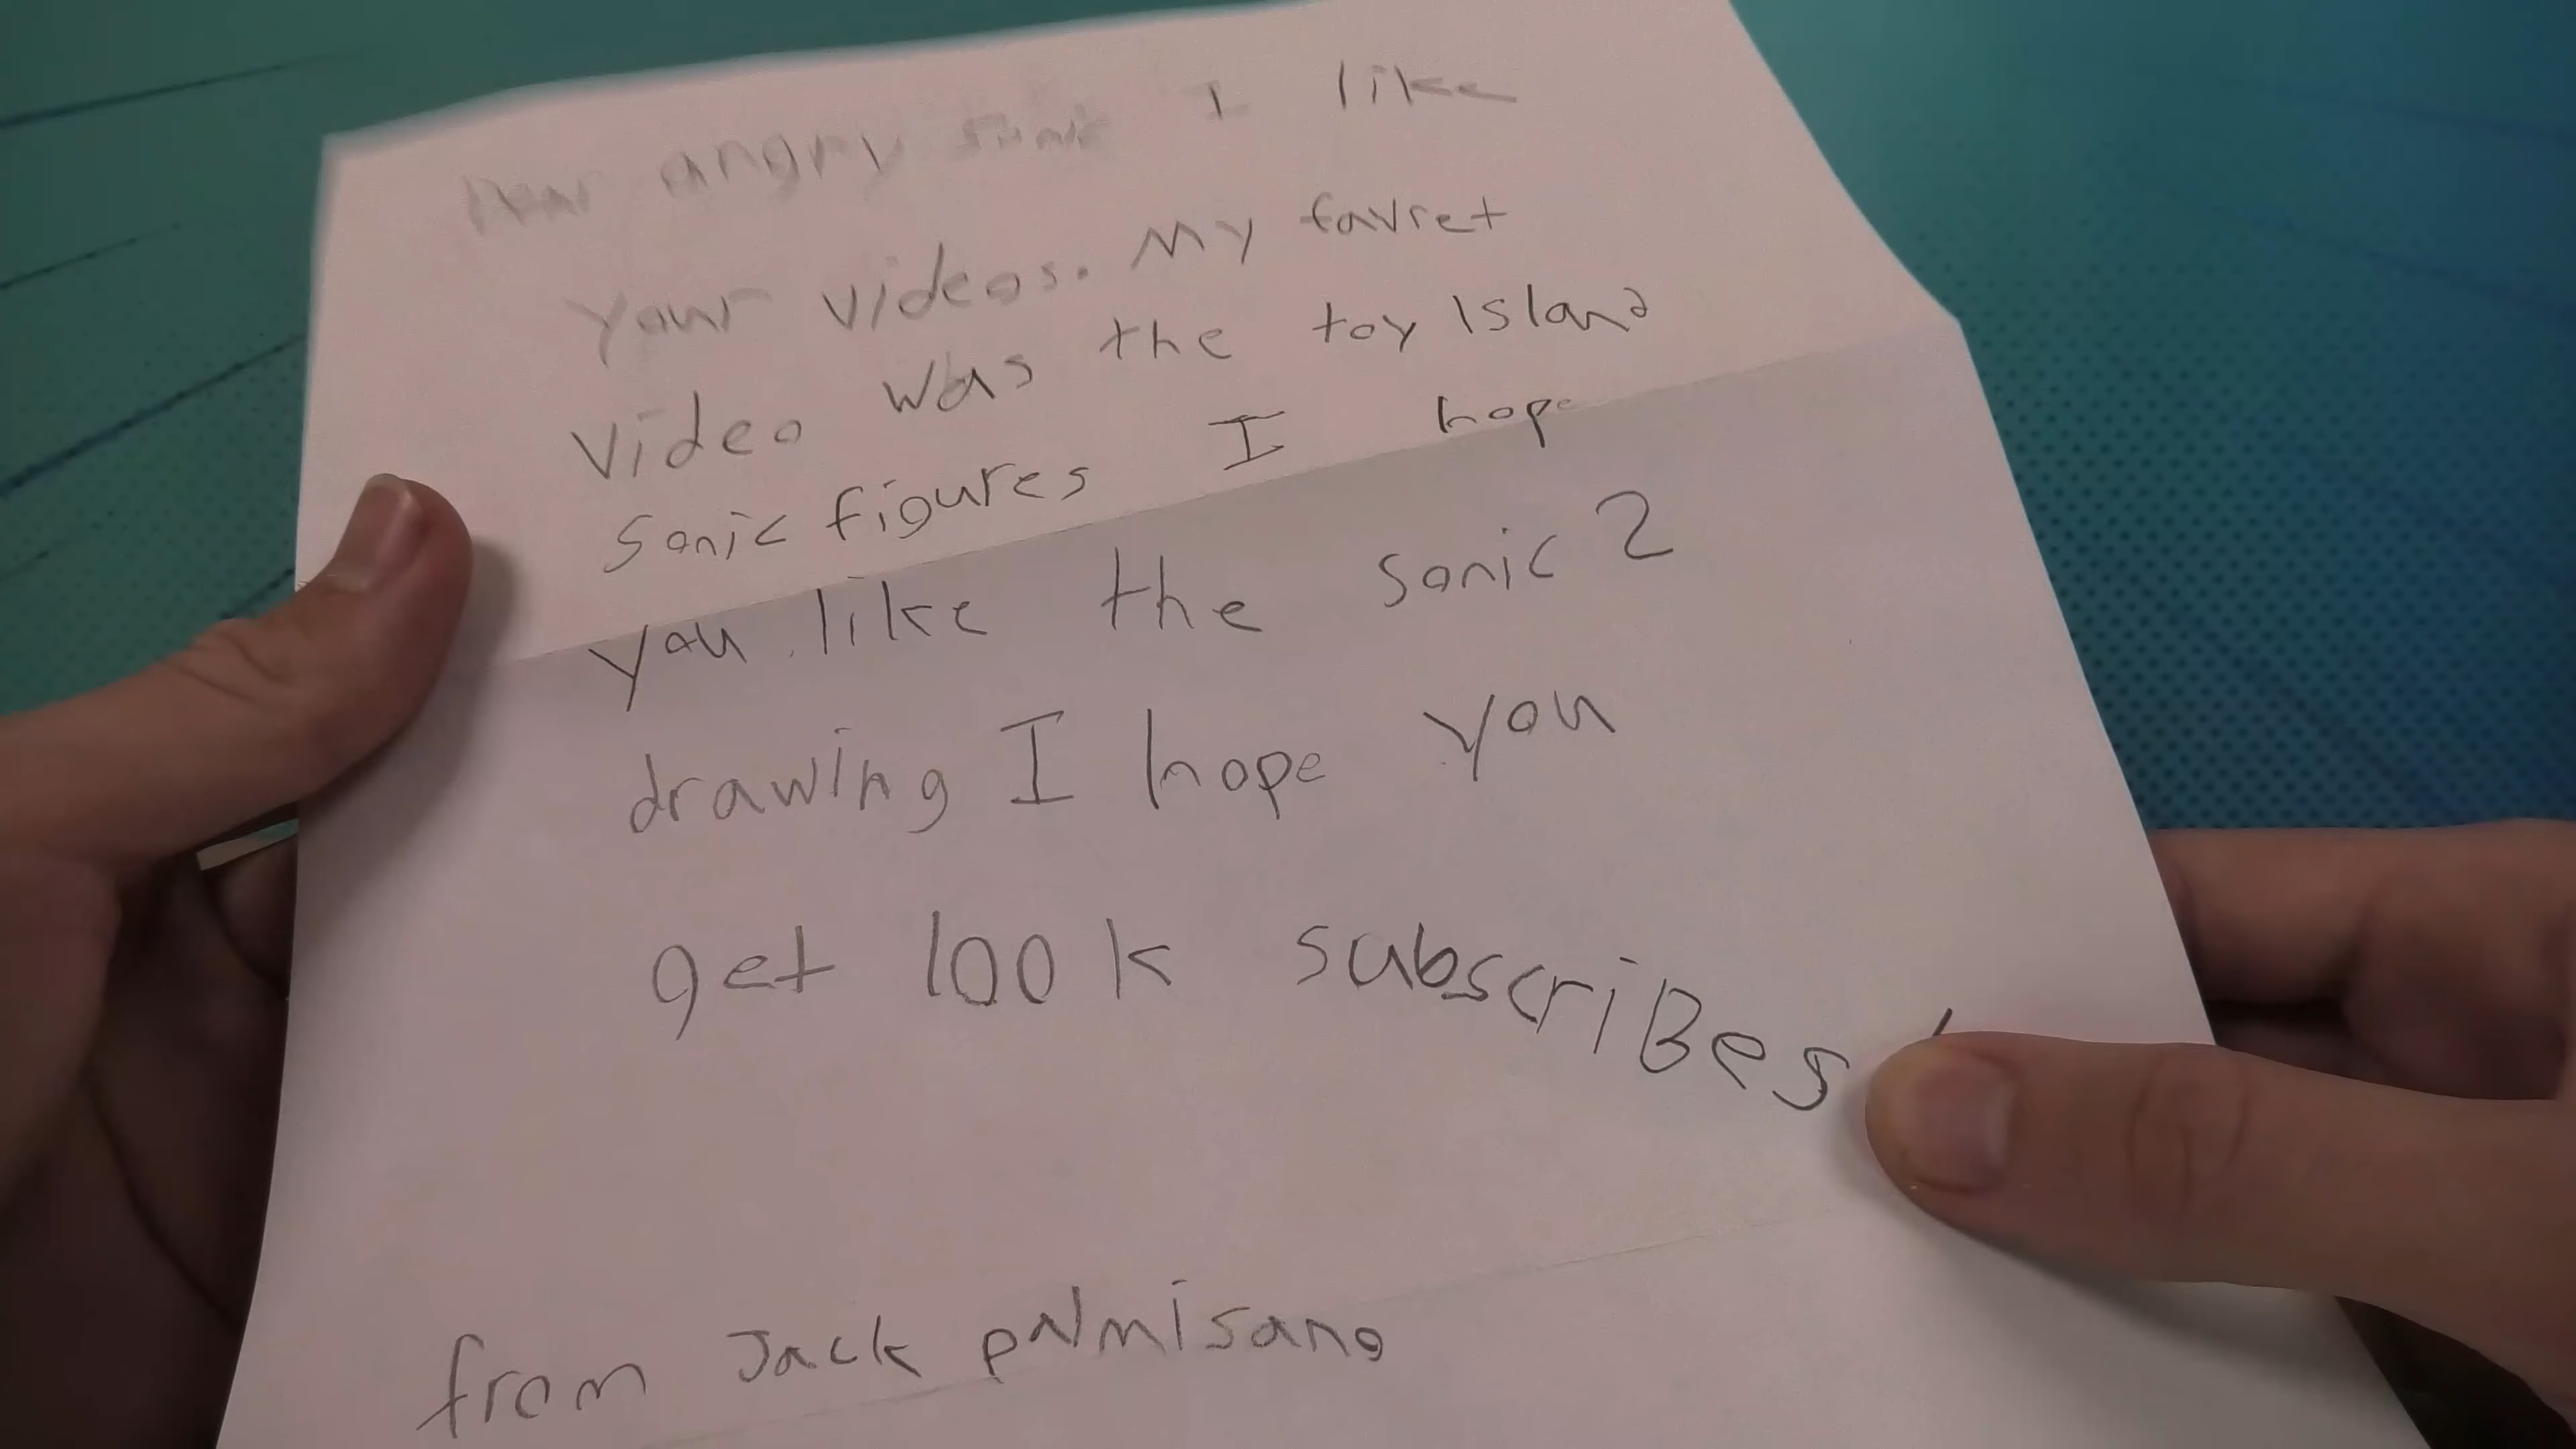 Dear angry sonic I like
your videos. My favret
video was the toy Island
Sonic figures I hope
you like the sonic 2
drawing I hope you
get 100k subscriBes
from Jack palmisano